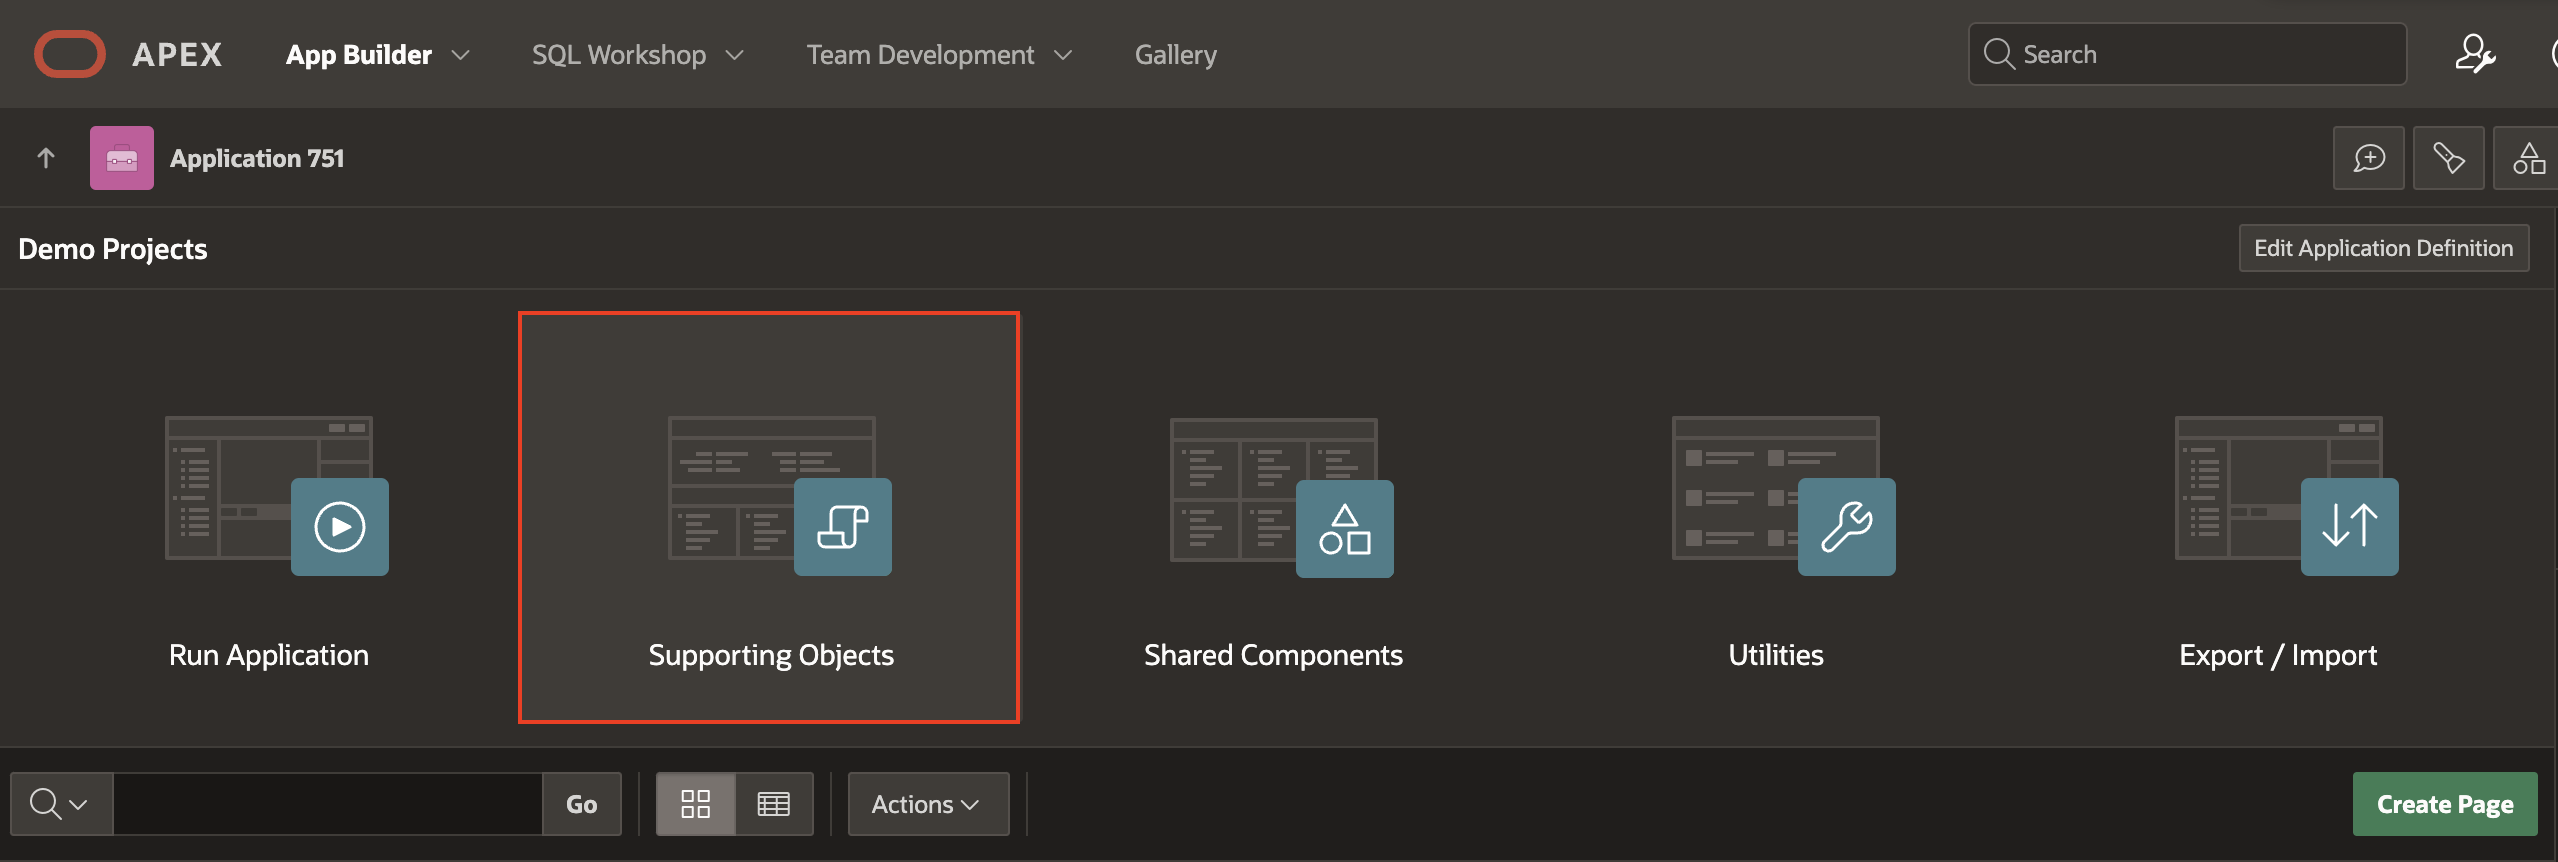 APEX App Builder SQL Workshop Team Development Gallery Search
Application 751
Demo Projects Edit Application Definition
Run Application Supporting Objects Shared Components Utilities Export / Import
Go Actions Create Page